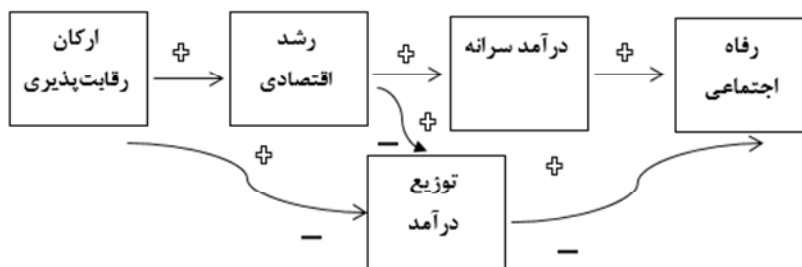 ارکان
رقابت‌پذیری
رشد
اقتصادی
درآمد سرانه
رفاه
اجتماعی
توزیع
درآمد